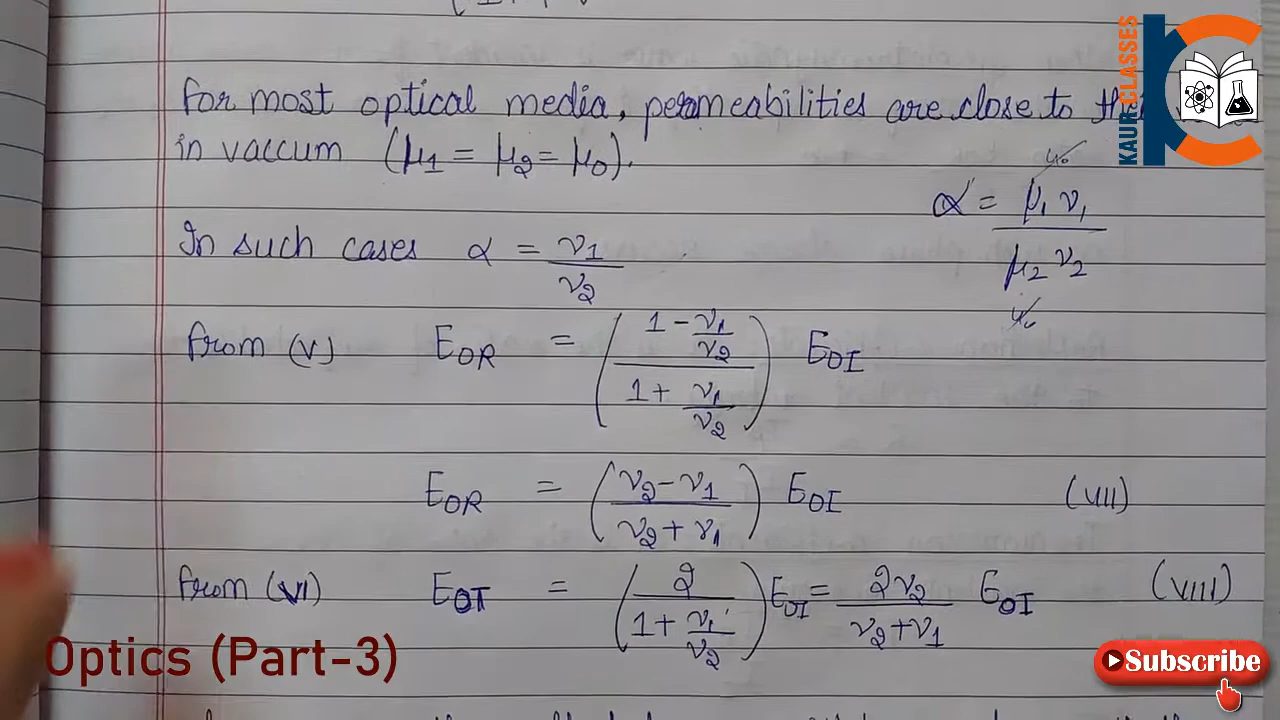 For most optical media, permeabilities are close to
in vaccum (μ1 = μ2 = μ0).
α = μ1 v1 / μ2 v2
In such cases α = v1 / v2
from (V) EOR = ( (1 - v1/v2) / (1 + v1/v2) ) EOI
EOR = ( (v2 - v1) / (v2 + v1) ) EOI (VII)
from (VI) EOT = ( 2 / (1 + v1/v2) ) EOI = 2v2 / (v2 + v1) EOI (VIII)
Optics (Part-3)
KAUR CLASSES
Subscribe